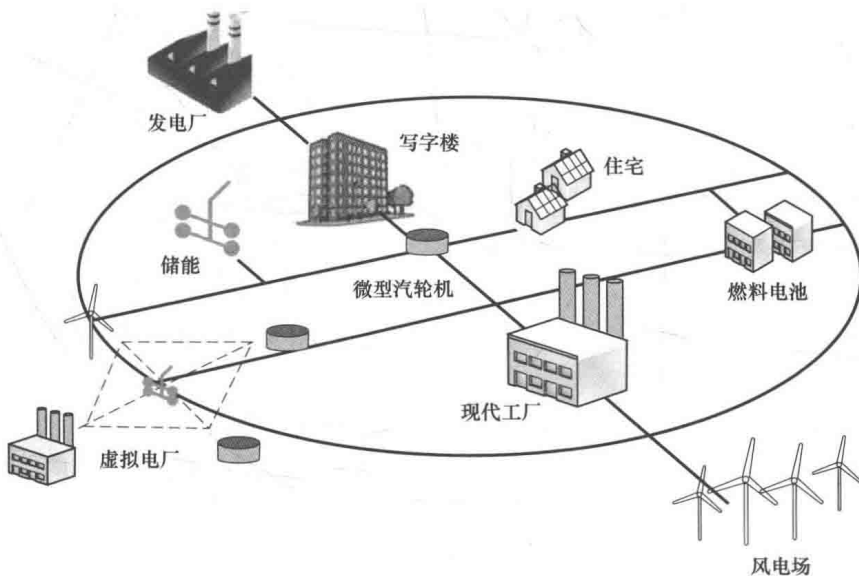 发电厂
写字楼
住宅
储能
微型汽轮机
燃料电池
现代工厂
虚拟电厂
风电场